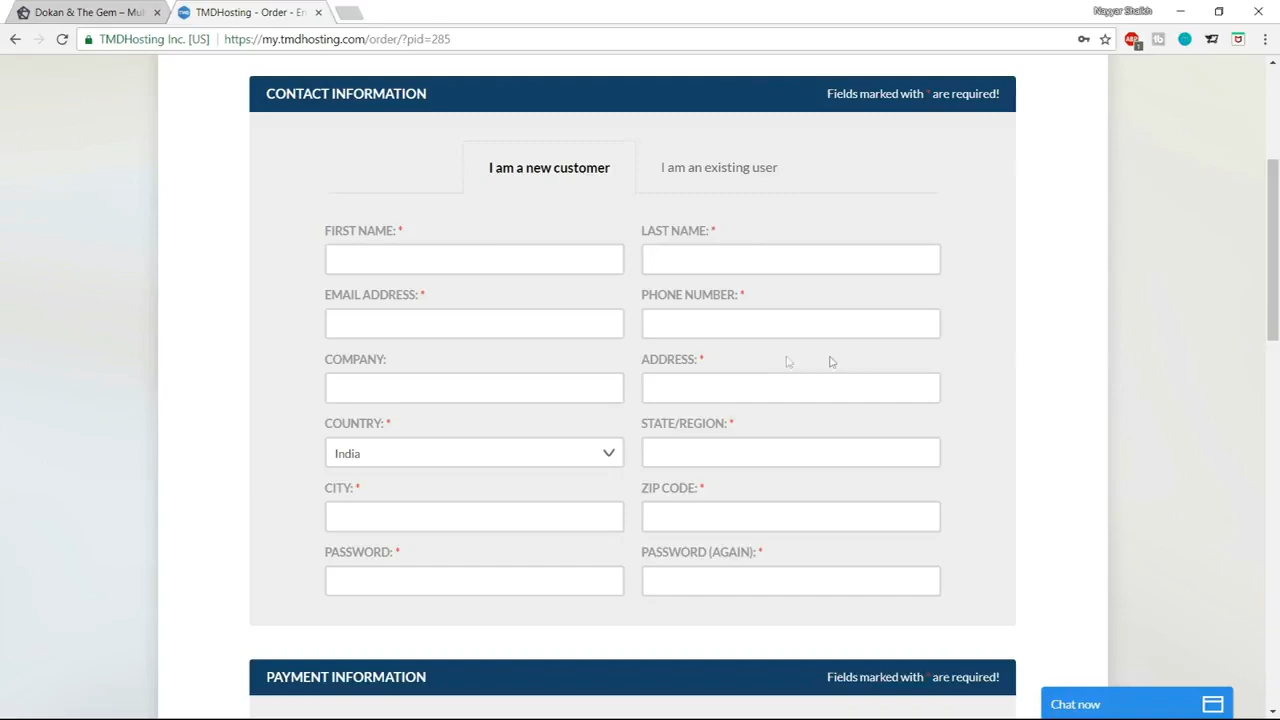 Dokan & The Gem – Mul
TMDHosting - Order - En
Nayyar Shaikh
TMDHosting Inc. [US]
https://my.tmdhosting.com/order/?pid=285
CONTACT INFORMATION
Fields marked with * are required!
I am a new customer
I am an existing user
FIRST NAME: *
LAST NAME: *
EMAIL ADDRESS: *
PHONE NUMBER: *
COMPANY:
ADDRESS: *
COUNTRY: *
STATE/REGION: *
India
CITY: *
ZIP CODE: *
PASSWORD: *
PASSWORD (AGAIN): *
PAYMENT INFORMATION
Fields marked with * are required!
Chat now